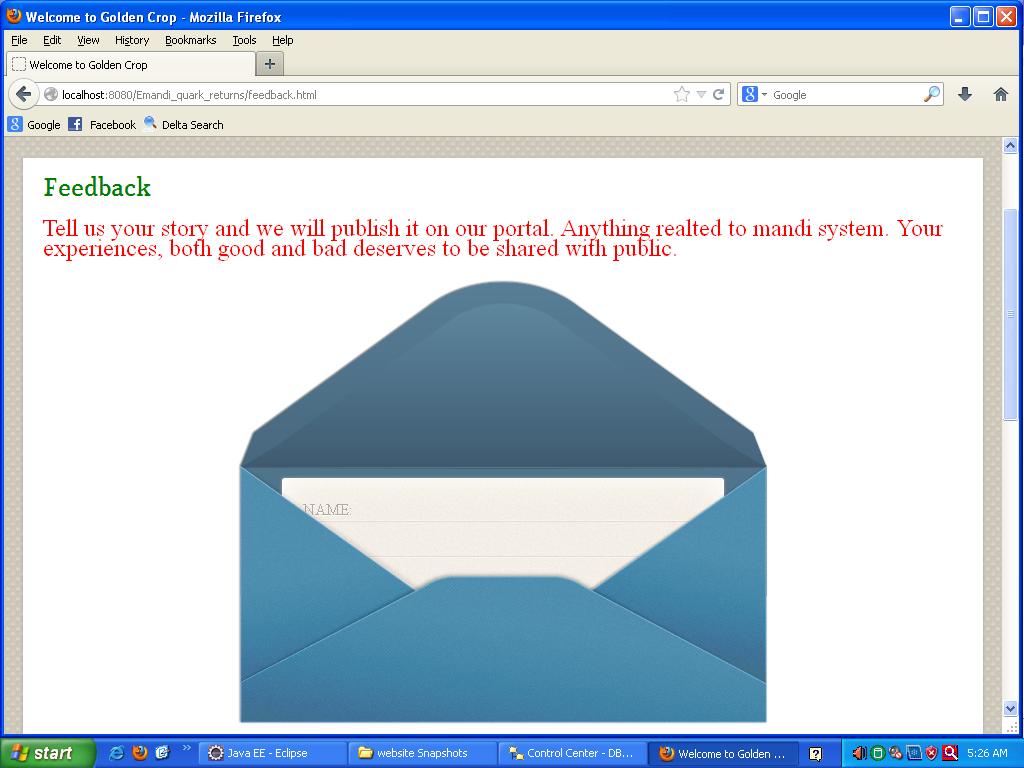 Welcome to Golden Crop - Mozilla Firefox
File Edit View History Bookmarks Tools Help
Welcome to Golden Crop
localhost:8080/Emandi_quark_returns/feedback.html
Google
Google Facebook Delta Search
Feedback
Tell us your story and we will publish it on our portal. Anything realted to mandi system. Your
experiences, both good and bad deserves to be shared with public.
NAME:
start Java EE - Eclipse website Snapshots Control Center - DB... Welcome to Golden ... 5:26 AM